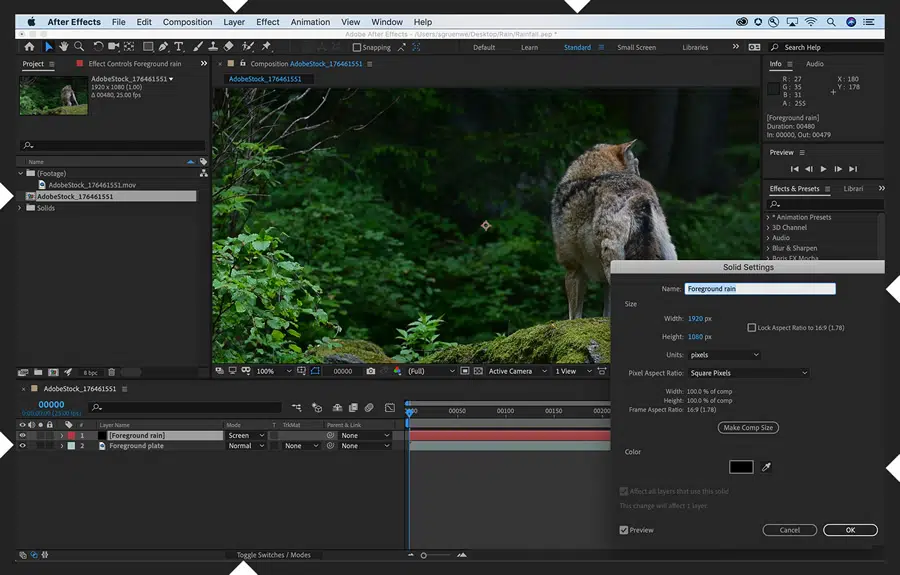 After Effects File Edit Composition Layer Effect Animation View Window Help
Adobe After Effects - /Users/agruenwe/Desktop/Rain/Rainfall.aep *
Snapping Default Learn Standard Small Screen Libraries Search Help
Project Effect Controls Foreground rain
AdobeStock_176461551
1920 x 1080 (1.00)
Δ 00480, 25.00 fps
Name
(Footage)
AdobeStock_176461551.mov
AdobeStock_176461551
Solids
8 bpc
Composition AdobeStock_176461551
AdobeStock_176461551
100% 00000 (Full) Active Camera 1 View
Info Audio
R : 27
G : 35
B : 31
A : 255
X : 180
Y : 178
[Foreground rain]
Duration: 00480
In: 00000, Out: 00479
Preview
Effects & Presets Librari
* Animation Presets
3D Channel
Audio
Blur & Sharpen
Boris FX Mocha
Solid Settings
Name: Foreground rain
Size
Width: 1920 px
Height: 1080 px
Lock Aspect Ratio to 16:9 (1.78)
Units: pixels
Pixel Aspect Ratio: Square Pixels
Width: 100.0 % of comp
Height: 100.0 % of comp
Frame Aspect Ratio: 16:9 (1.78)
Make Comp Size
Color
Affect all layers that use this solid
This change will affect 1 layer.
Preview Cancel OK
AdobeStock_176461551
00000
0:00:00:00 (25.00 fps)
00050 00100 00150 00200
# Layer Name Mode T TrkMat Parent & Link
1 [Foreground rain] Screen None
2 Foreground plate Normal None None
Toggle Switches / Modes